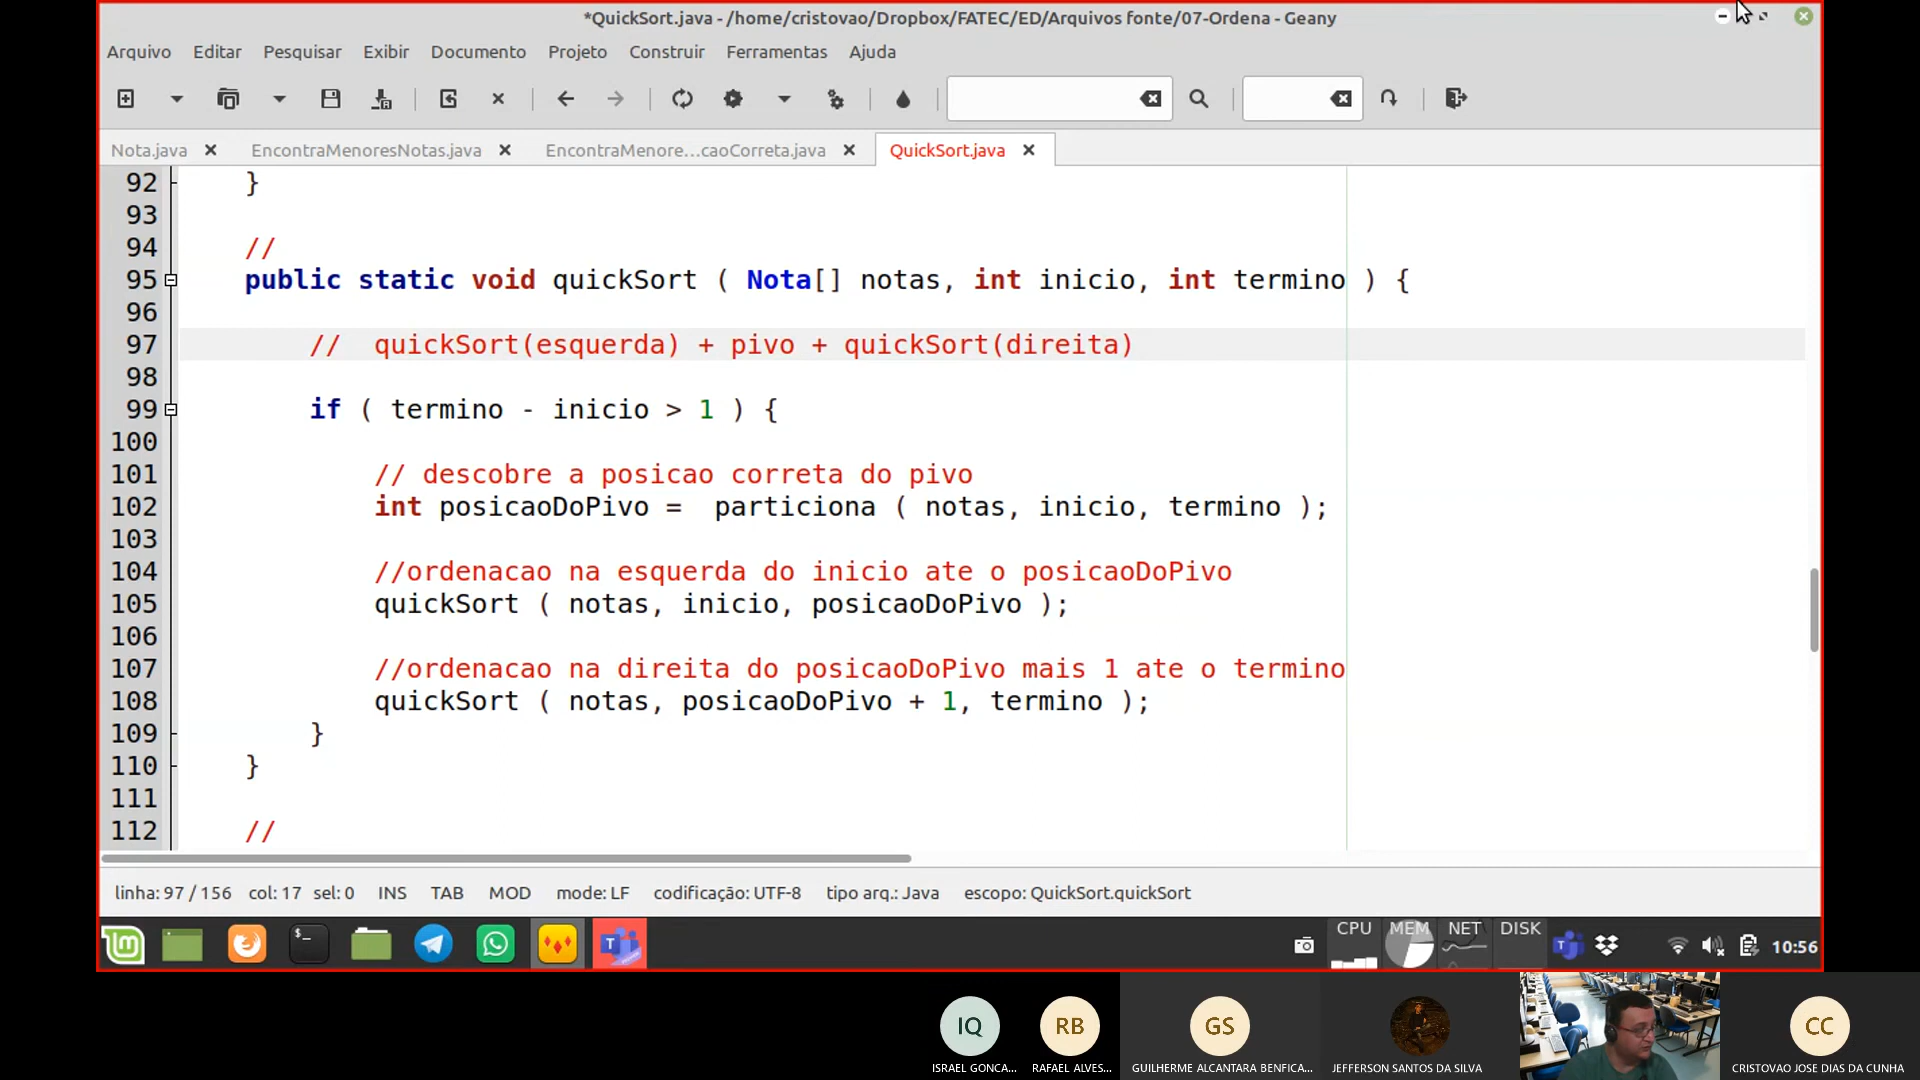 *QuickSort.java - /home/cristovao/Dropbox/FATEC/ED/Arquivos fonte/07-Ordena - Geany
Arquivo Editar Pesquisar Exibir Documento Projeto Construir Ferramentas Ajuda
Nota.java EncontraMenoresNotas.java EncontraMenore...caoCorreta.java QuickSort.java
92 }
93
94 //
95 public static void quickSort ( Nota[] notas, int inicio, int termino ) {
96
97 //  quickSort(esquerda) + pivo + quickSort(direita)
98
99 if ( termino - inicio > 1 ) {
100
101 // descobre a posicao correta do pivo
102 int posicaoDoPivo =  particiona ( notas, inicio, termino );
103
104 //ordenacao na esquerda do inicio ate o posicaoDoPivo
105 quickSort ( notas, inicio, posicaoDoPivo );
106
107 //ordenacao na direita do posicaoDoPivo mais 1 ate o termino
108 quickSort ( notas, posicaoDoPivo + 1, termino );
109 }
110 }
111
112 //
linha: 97 / 156 col: 17 sel: 0 INS TAB MOD mode: LF codificação: UTF-8 tipo arq.: Java escopo: QuickSort.quickSort
CPU MEM NET DISK 10:56
IQ RB GS CC
ISRAEL GONCA... RAFAEL ALVES... GUILHERME ALCANTARA BENFICA... JEFFERSON SANTOS DA SILVA CRISTOVAO JOSE DIAS DA CUNHA